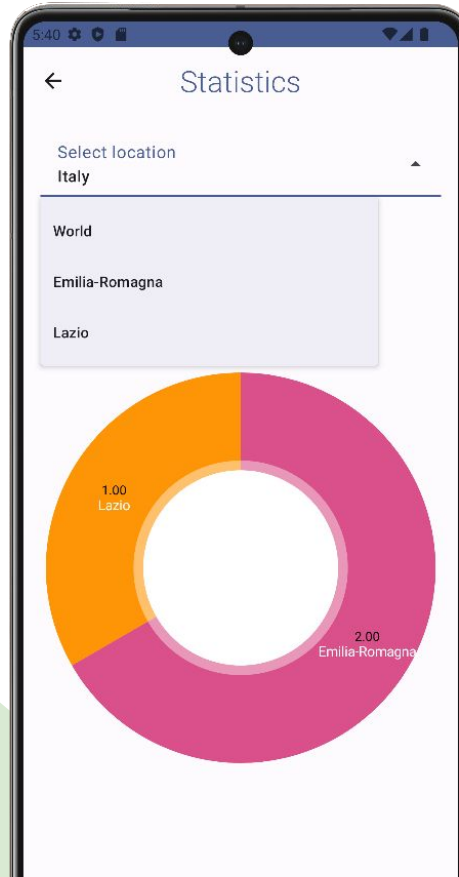 5:40
Statistics
Select location
Italy
World
Emilia-Romagna
Lazio
1.00
Lazio
2.00
Emilia-Romagna